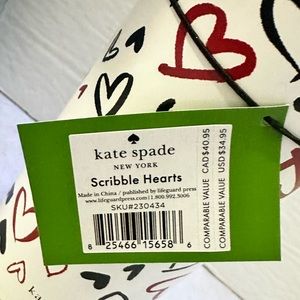 kate spade
NEW YORK
Scribble Hearts
Made in China / published by lifeguard press
www.lifeguardpress.com | 1.800.992.3006
SKU#230434
8 25466 15658 6
COMPARABLE VALUE CAD $40.95
COMPARABLE VALUE USD $34.95